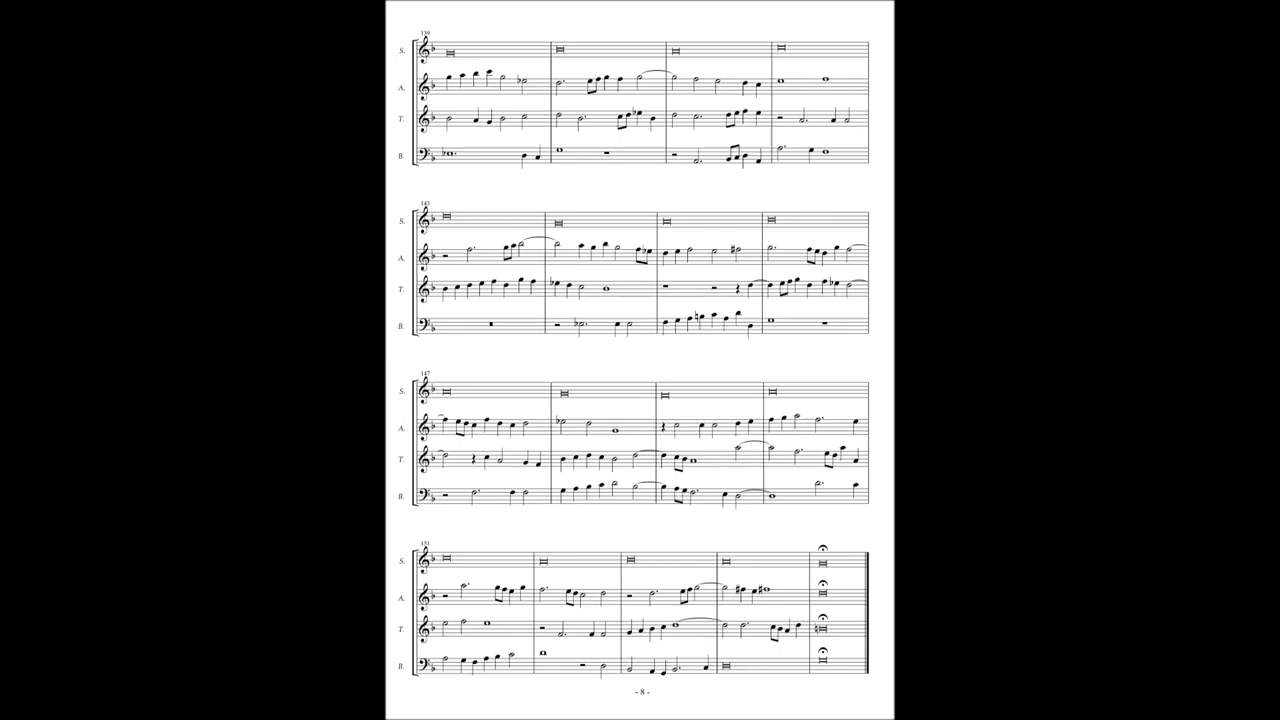 139
S.
A.
T.
B.
143
S.
A.
T.
B.
147
S.
A.
T.
B.
151
S.
A.
T.
B.
- 8 -